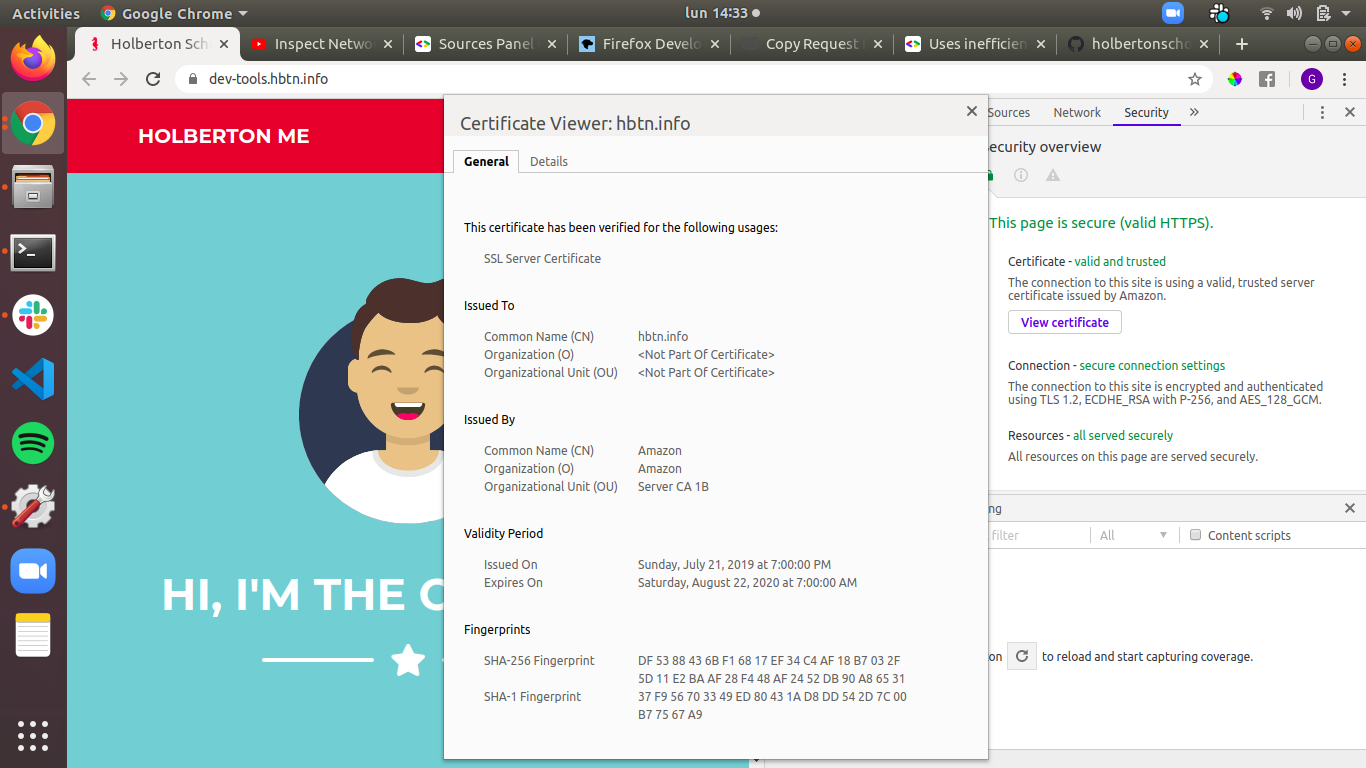 Activities
Google Chrome
lun 14:33
Holberton Sch
Inspect Netwo
Sources Panel
Firefox Develo
Copy Request
Uses inefficien
holbertonscho
dev-tools.hbtn.info
G
HOLBERTON ME
HI, I'M THE
Certificate Viewer: hbtn.info
General
Details
This certificate has been verified for the following usages:
SSL Server Certificate
Issued To
Common Name (CN) hbtn.info
Organization (O) <Not Part Of Certificate>
Organizational Unit (OU) <Not Part Of Certificate>
Issued By
Common Name (CN) Amazon
Organization (O) Amazon
Organizational Unit (OU) Server CA 1B
Validity Period
Issued On Sunday, July 21, 2019 at 7:00:00 PM
Expires On Saturday, August 22, 2020 at 7:00:00 AM
Fingerprints
SHA-256 Fingerprint DF 53 88 43 6B F1 68 17 EF 34 C4 AF 18 B7 03 2F
5D 11 E2 BA AF 28 F4 48 AF 24 52 DB 90 A8 65 31
SHA-1 Fingerprint 37 F9 56 70 33 49 ED 80 43 1A D8 DD 54 2D 7C 00
B7 75 67 A9
Sources
Network
Security
ecurity overview
This page is secure (valid HTTPS).
Certificate - valid and trusted
The connection to this site is using a valid, trusted server
certificate issued by Amazon.
View certificate
Connection - secure connection settings
The connection to this site is encrypted and authenticated
using TLS 1.2, ECDHE_RSA with P-256, and AES_128_GCM.
Resources - all served securely
All resources on this page are served securely.
ng
filter
All
Content scripts
on to reload and start capturing coverage.